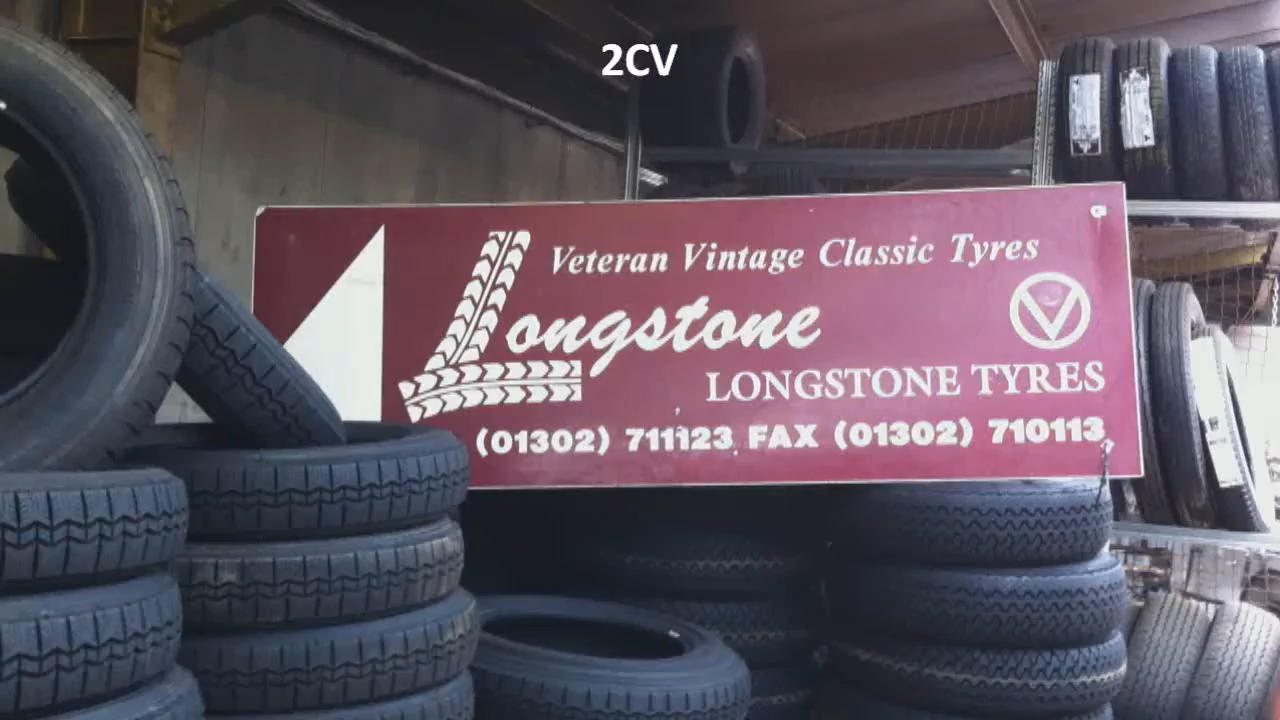 2CV
Veteran Vintage Classic Tyres
Longstone
LONGSTONE TYRES
(01302) 711123 FAX (01302) 710113